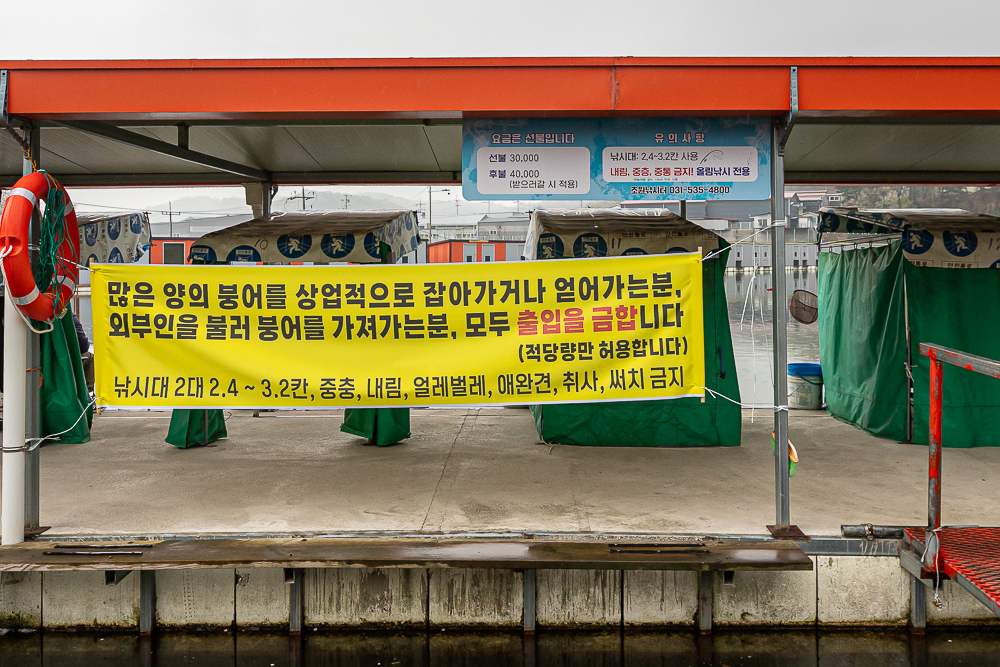 요금은 선불입니다
선불 30,000
후불 40,000
(받으러갈 시 적용)
유 의 사 항
낚시대: 2.4~3.2칸 사용
내림, 중층, 중통 금지! 올림낚시 전용
조원낚시터 031-535-4800
많은 양의 붕어를 상업적으로 잡아가거나 얻어가는분,
외부인을 불러 붕어를 가져가는분, 모두 출입을 금합니다
(적당량만 허용합니다)
낚시대 2대 2.4 ~ 3.2칸, 중층, 내림, 얼레벌레, 애완견, 취사, 써치 금지
10
11